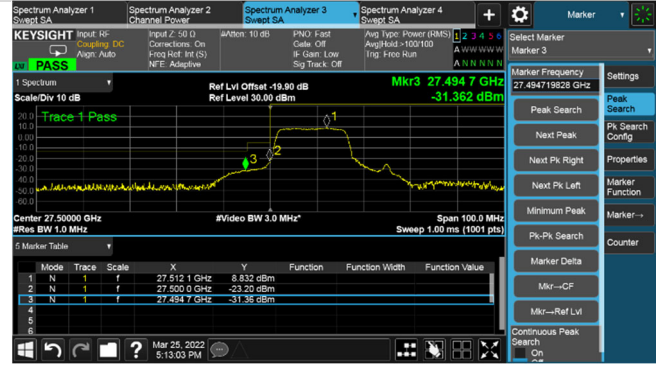 Spectrum Analyzer 1
Swept SA
Spectrum Analyzer 2
Channel Power
Spectrum Analyzer 3
Swept SA
Spectrum Analyzer 4
Swept SA
+
Marker
KEYSIGHT
Input: RF
Coupling: DC
Align: Auto
Input Z: 50 Ω
Corrections: On
Freq Ref: Int (S)
NFE: Adaptive
#Atten: 10 dB
PNO: Fast
Gate: Off
IF Gain: Low
Sig Track: Off
Avg Type: Power (RMS)
Avg|Hold:>100/100
Trig: Free Run
1 2 3 4 5 6
A W W W W W
A N N N N N
PASS
Select Marker
Marker 3
Marker Frequency
27.494719828 GHz
Settings
Peak Search
Next Peak
Next Pk Right
Next Pk Left
Minimum Peak
Pk-Pk Search
Marker Delta
Mkr→CF
Mkr→Ref Lvl
Continuous Peak
Search
On
Off
Peak
Search
Pk Search
Config
Properties
Marker
Function
Marker→
Counter
1 Spectrum
Scale/Div 10 dB
Ref Lvl Offset -19.90 dB
Ref Level 30.00 dBm
Mkr3 27.494 7 GHz
-31.362 dBm
Trace 1 Pass
20.0
10.0
0.00
-10.0
-20.0
-30.0
-40.0
-50.0
-60.0
1
2
3
Center 27.50000 GHz
#Res BW 1.0 MHz
#Video BW 3.0 MHz*
Span 100.0 MHz
Sweep 1.00 ms (1001 pts)
5 Marker Table
Mode Trace Scale X Y Function Function Width Function Value
1 N 1 f 27.512 1 GHz 8.832 dBm
2 N 1 f 27.500 0 GHz -23.20 dBm
3 N 1 f 27.494 7 GHz -31.36 dBm
4
5
6
?
Mar 25, 2022
5:13:03 PM